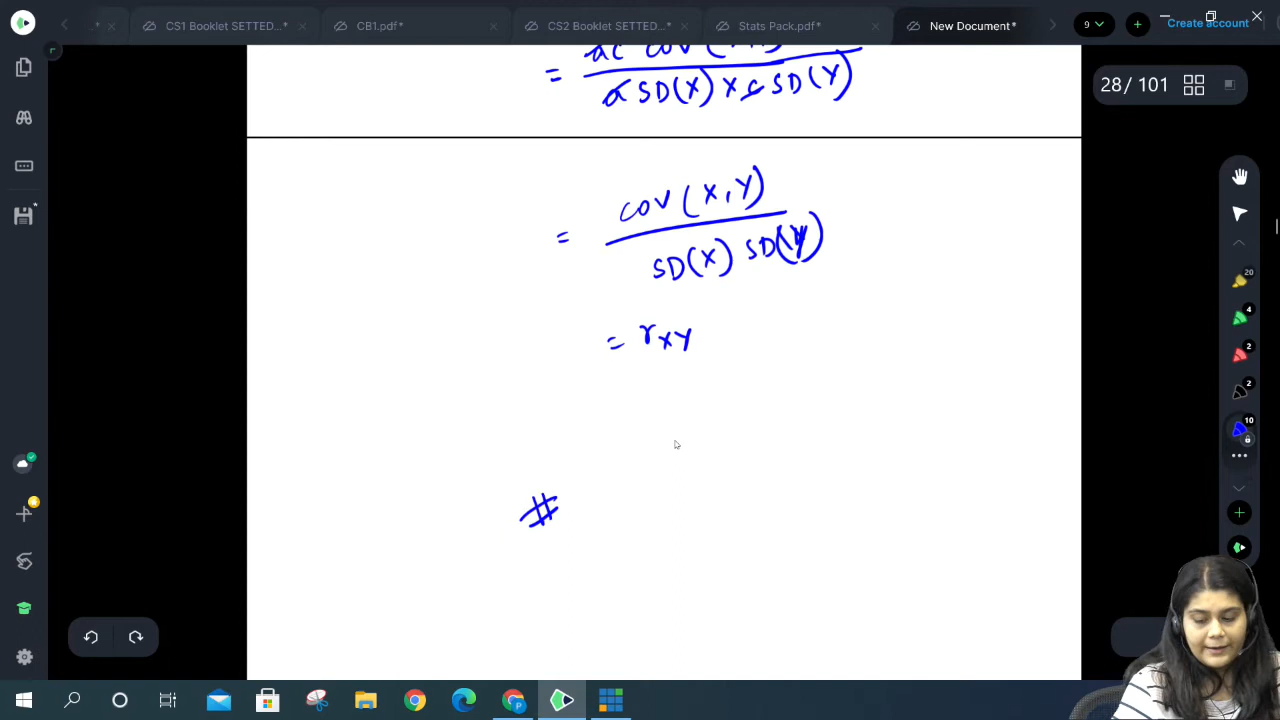 CS1 Booklet SETTED...*
CB1.pdf*
CS2 Booklet SETTED...*
Stats Pack.pdf*
New Document*
9
Create account
28 / 101
= ac cov (
a SD(X) x c SD(Y)
= cov (X, Y)
SD(X) SD(Y)
= rXY
#
20
4
2
2
10